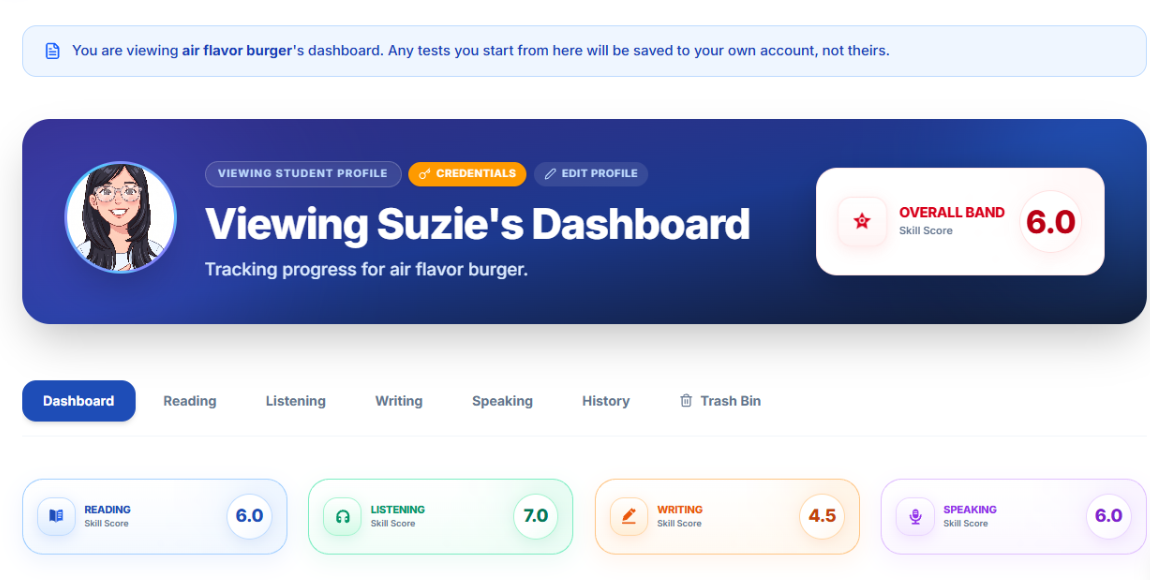 You are viewing air flavor burger's dashboard. Any tests you start from here will be saved to your own account, not theirs.
VIEWING STUDENT PROFILE
CREDENTIALS
EDIT PROFILE
Viewing Suzie's Dashboard
Tracking progress for air flavor burger.
OVERALL BAND
Skill Score
6.0
Dashboard
Reading
Listening
Writing
Speaking
History
Trash Bin
READING
Skill Score
6.0
LISTENING
Skill Score
7.0
WRITING
Skill Score
4.5
SPEAKING
Skill Score
6.0